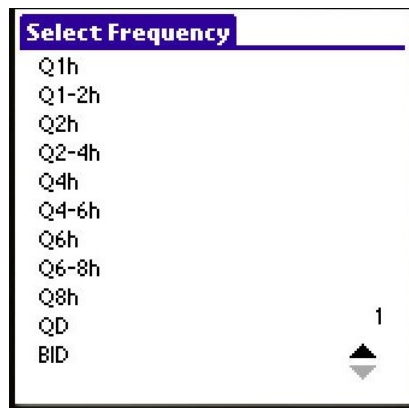 Select Frequency
Q1h
Q1-2h
Q2h
Q2-4h
Q4h
Q4-6h
Q6h
Q6-8h
Q8h
QD
1
BID